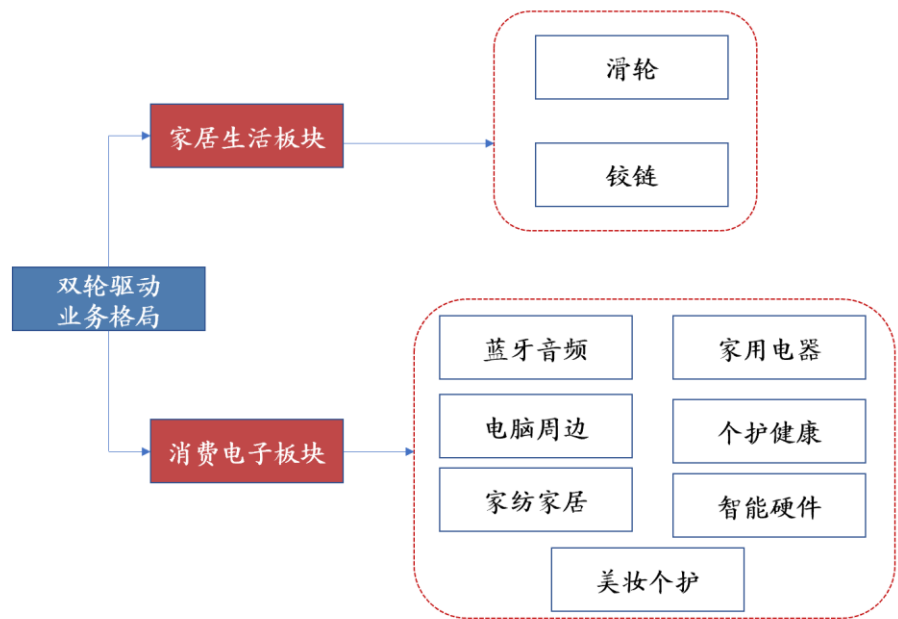 滑轮
家居生活板块
铰链
双轮驱动
业务格局
蓝牙音频
家用电器
电脑周边
个护健康
消费电子板块
家纺家居
智能硬件
美妆个护